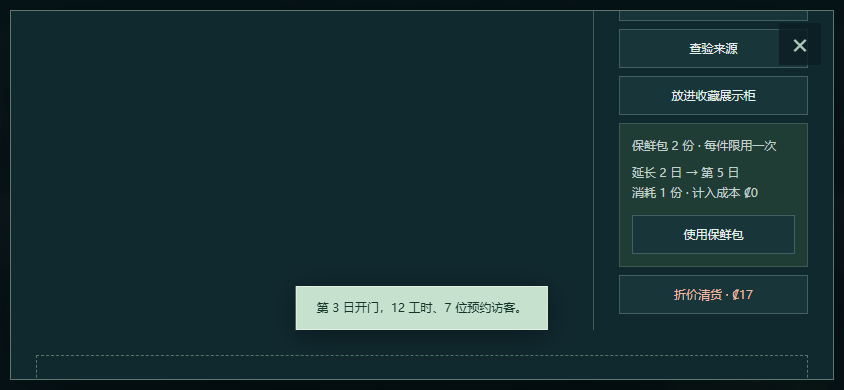 查验来源
放进收藏展示柜
保鲜包 2 份 · 每件限用一次
延长 2 日 → 第 5 日
消耗 1 份 · 计入成本 ₡0
使用保鲜包
折价清货 · ₡17
第 3 日开门，12 工时、7 位预约访客。